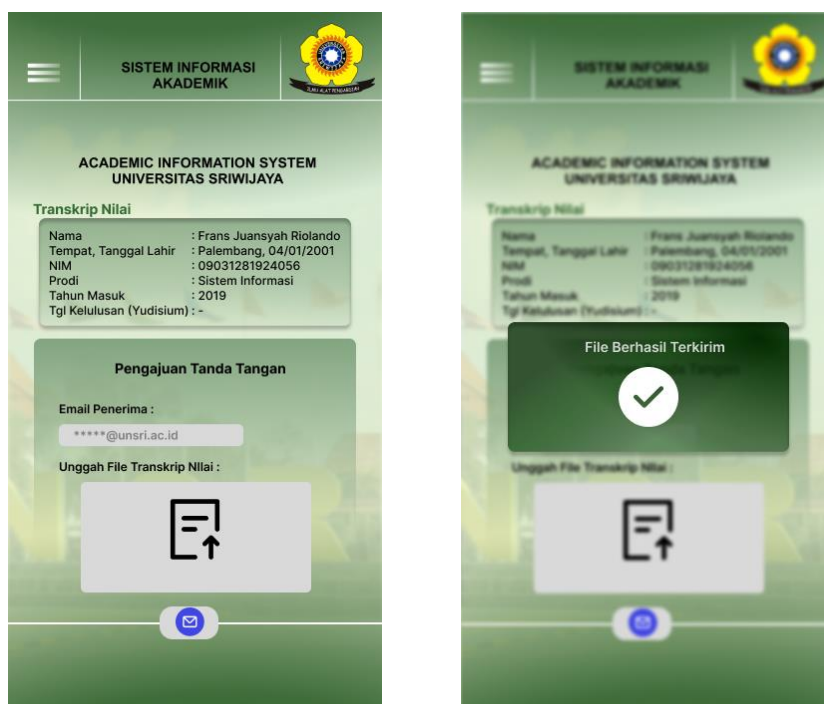 SISTEM INFORMASI
AKADEMIK
ILMU ALAT PENGABDIAN
ACADEMIC INFORMATION SYSTEM
UNIVERSITAS SRIWIJAYA
Transkrip Nilai
Nama : Frans Juansyah Riolando
Tempat, Tanggal Lahir : Palembang, 04/01/2001
NIM : 09031281924056
Prodi : Sistem Informasi
Tahun Masuk : 2019
Tgl Kelulusan (Yudisium) : -
Pengajuan Tanda Tangan
Email Penerima :
*****@unsri.ac.id
Unggah File Transkrip NIlai :
SISTEM INFORMASI
AKADEMIK
ACADEMIC INFORMATION SYSTEM
UNIVERSITAS SRIWIJAYA
Transkrip Nilai
Nama : Frans Juansyah Riolando
Tempat, Tanggal Lahir : Palembang, 04/01/2001
NIM : 09031281924056
Prodi : Sistem Informasi
Tahun Masuk : 2019
Tgl Kelulusan (Yudisium) : -
File Berhasil Terkirim
Unggah File Transkrip NIlai :